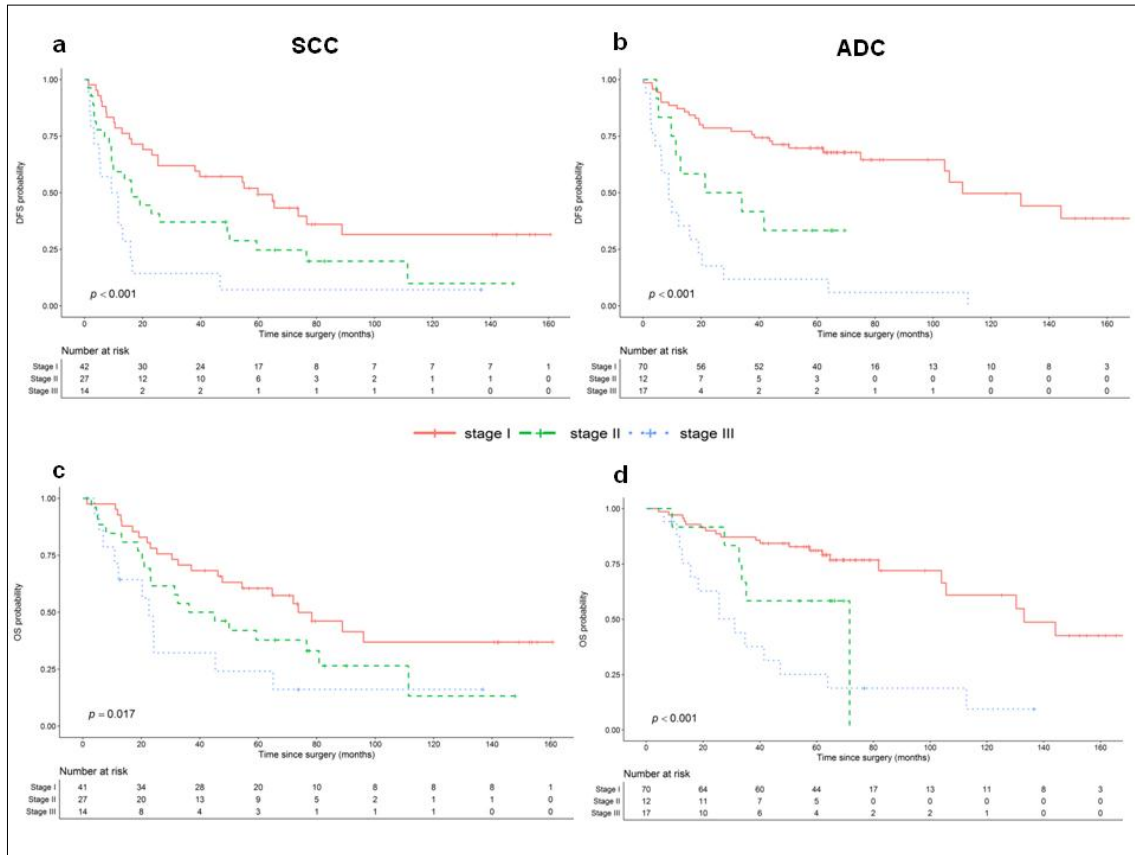 a SCC
1.00
0.75
DFS probability
0.50
0.25
p < 0.001
0.00
0 20 40 60 80 100 120 140 160
Time since surgery (months)
Number at risk
Stage I 42 30 24 17 8 7 7 7 1
Stage II 27 12 10 6 3 2 1 1 0
Stage III 14 2 2 1 1 1 1 0 0
b ADC
1.00
0.75
DFS probability
0.50
0.25
p < 0.001
0.00
0 20 40 60 80 100 120 140 160
Time since surgery (months)
Number at risk
Stage I 70 56 52 40 16 13 10 8 3
Stage II 12 7 5 3 0 0 0 0 0
Stage III 17 4 2 2 1 1 0 0 0
stage I stage II stage III
c
1.00
0.75
OS probability
0.50
0.25
p = 0.017
0.00
0 20 40 60 80 100 120 140 160
Time since surgery (months)
Number at risk
Stage I 41 34 28 20 10 8 8 8 1
Stage II 27 20 13 9 5 2 1 1 0
Stage III 14 8 4 3 1 1 1 0 0
d
1.00
0.75
OS probability
0.50
0.25
p < 0.001
0.00
0 20 40 60 80 100 120 140 160
Time since surgery (months)
Number at risk
Stage I 70 64 60 44 17 13 11 8 3
Stage II 12 11 7 5 0 0 0 0 0
Stage III 17 10 6 4 2 2 1 0 0